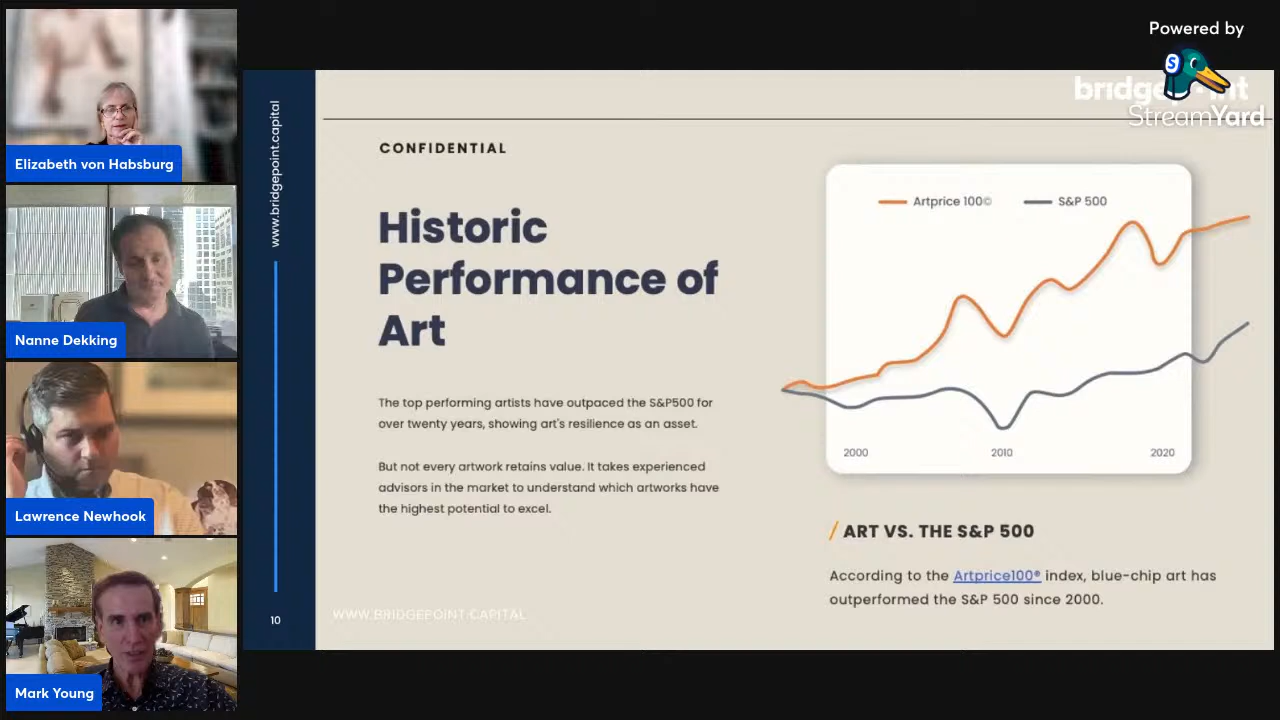 Elizabeth von Habsburg
Nanne Dekking
Lawrence Newhook
Mark Young
www.bridgepoint.capital
10
CONFIDENTIAL
Historic
Performance of
Art
The top performing artists have outpaced the S&P500 for
over twenty years, showing art's resilience as an asset.
But not every artwork retains value. It takes experienced
advisors in the market to understand which artworks have
the highest potential to excel.
WWW.BRIDGEPOINT.CAPITAL
Powered by
S
StreamYard
Artprice 100© S&P 500
2000 2010 2020
/ ART VS. THE S&P 500
According to the Artprice100® index, blue-chip art has
outperformed the S&P 500 since 2000.